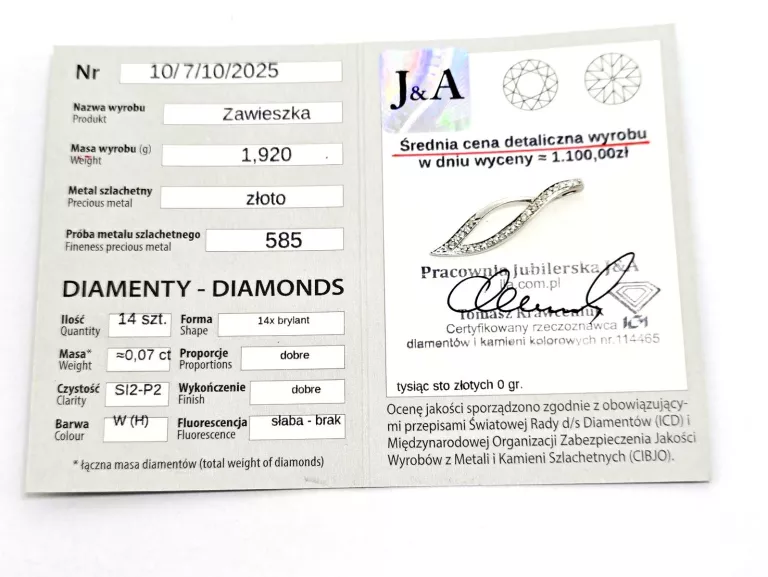 Nr 10/7/10/2025
Nazwa wyrobu Zawieszka
Produkt
Masa wyrobu (g) 1,920
Weight
Metal szlachetny złoto
Precious metal
Próba metalu szlachetnego 585
Fineness precious metal
DIAMENTY - DIAMONDS
Ilość 14 szt. Forma 14x brylant
Quantity Shape
Masa* ≈0,07 ct Proporcje dobre
Weight Proportions
Czystość SI2-P2 Wykończenie dobre
Clarity Finish
Barwa W (H) Fluorescencja słaba - brak
Colour Fluorescence
* łączna masa diamentów (total weight of diamonds)
J&A
Średnia cena detaliczna wyrobu
w dniu wyceny ≈ 1.100,00zł
Pracownia Jubilerska J&A
.com.pl
Tomasz
Certyfikowany rzeczoznawca
diamentów i kamieni kolorowych nr.114465
tysiąc sto złotych 0 gr.
Ocenę jakości sporządzono zgodnie z obowiązujący-
mi przepisami Światowej Rady d/s Diamentów (ICD) i
Międzynarodowej Organizacji Zabezpieczenia Jakości
Wyrobów z Metali i Kamieni Szlachetnych (CIBJO).